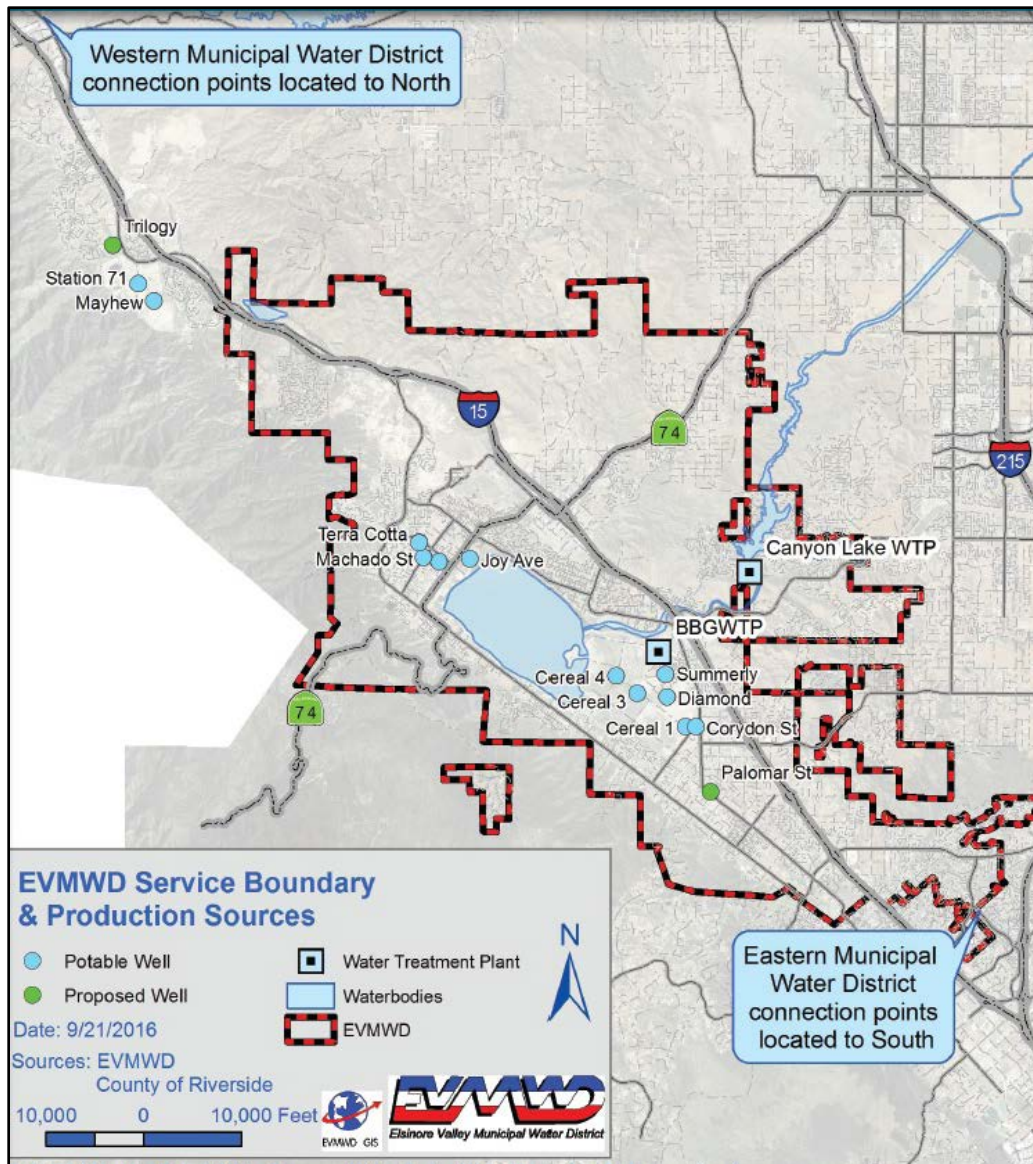 Western Municipal Water District
connection points located to North
Trilogy
Station 71
Mayhew
15
74
215
Terra Cotta
Machado St
Joy Ave
Canyon Lake WTP
BBGWTP
Cereal 4
Summerly
Cereal 3
Diamond
74
Cereal 1
Corydon St
Palomar St
EVMWD Service Boundary
& Production Sources
Potable Well
Proposed Well
Water Treatment Plant
Waterbodies
EVMWD
N
Date: 9/21/2016
Sources: EVMWD
County of Riverside
10,000 0 10,000 Feet
EVMWD GIS
EVMWD
Elsinore Valley Municipal Water District
Eastern Municipal
Water District
connection points
located to South